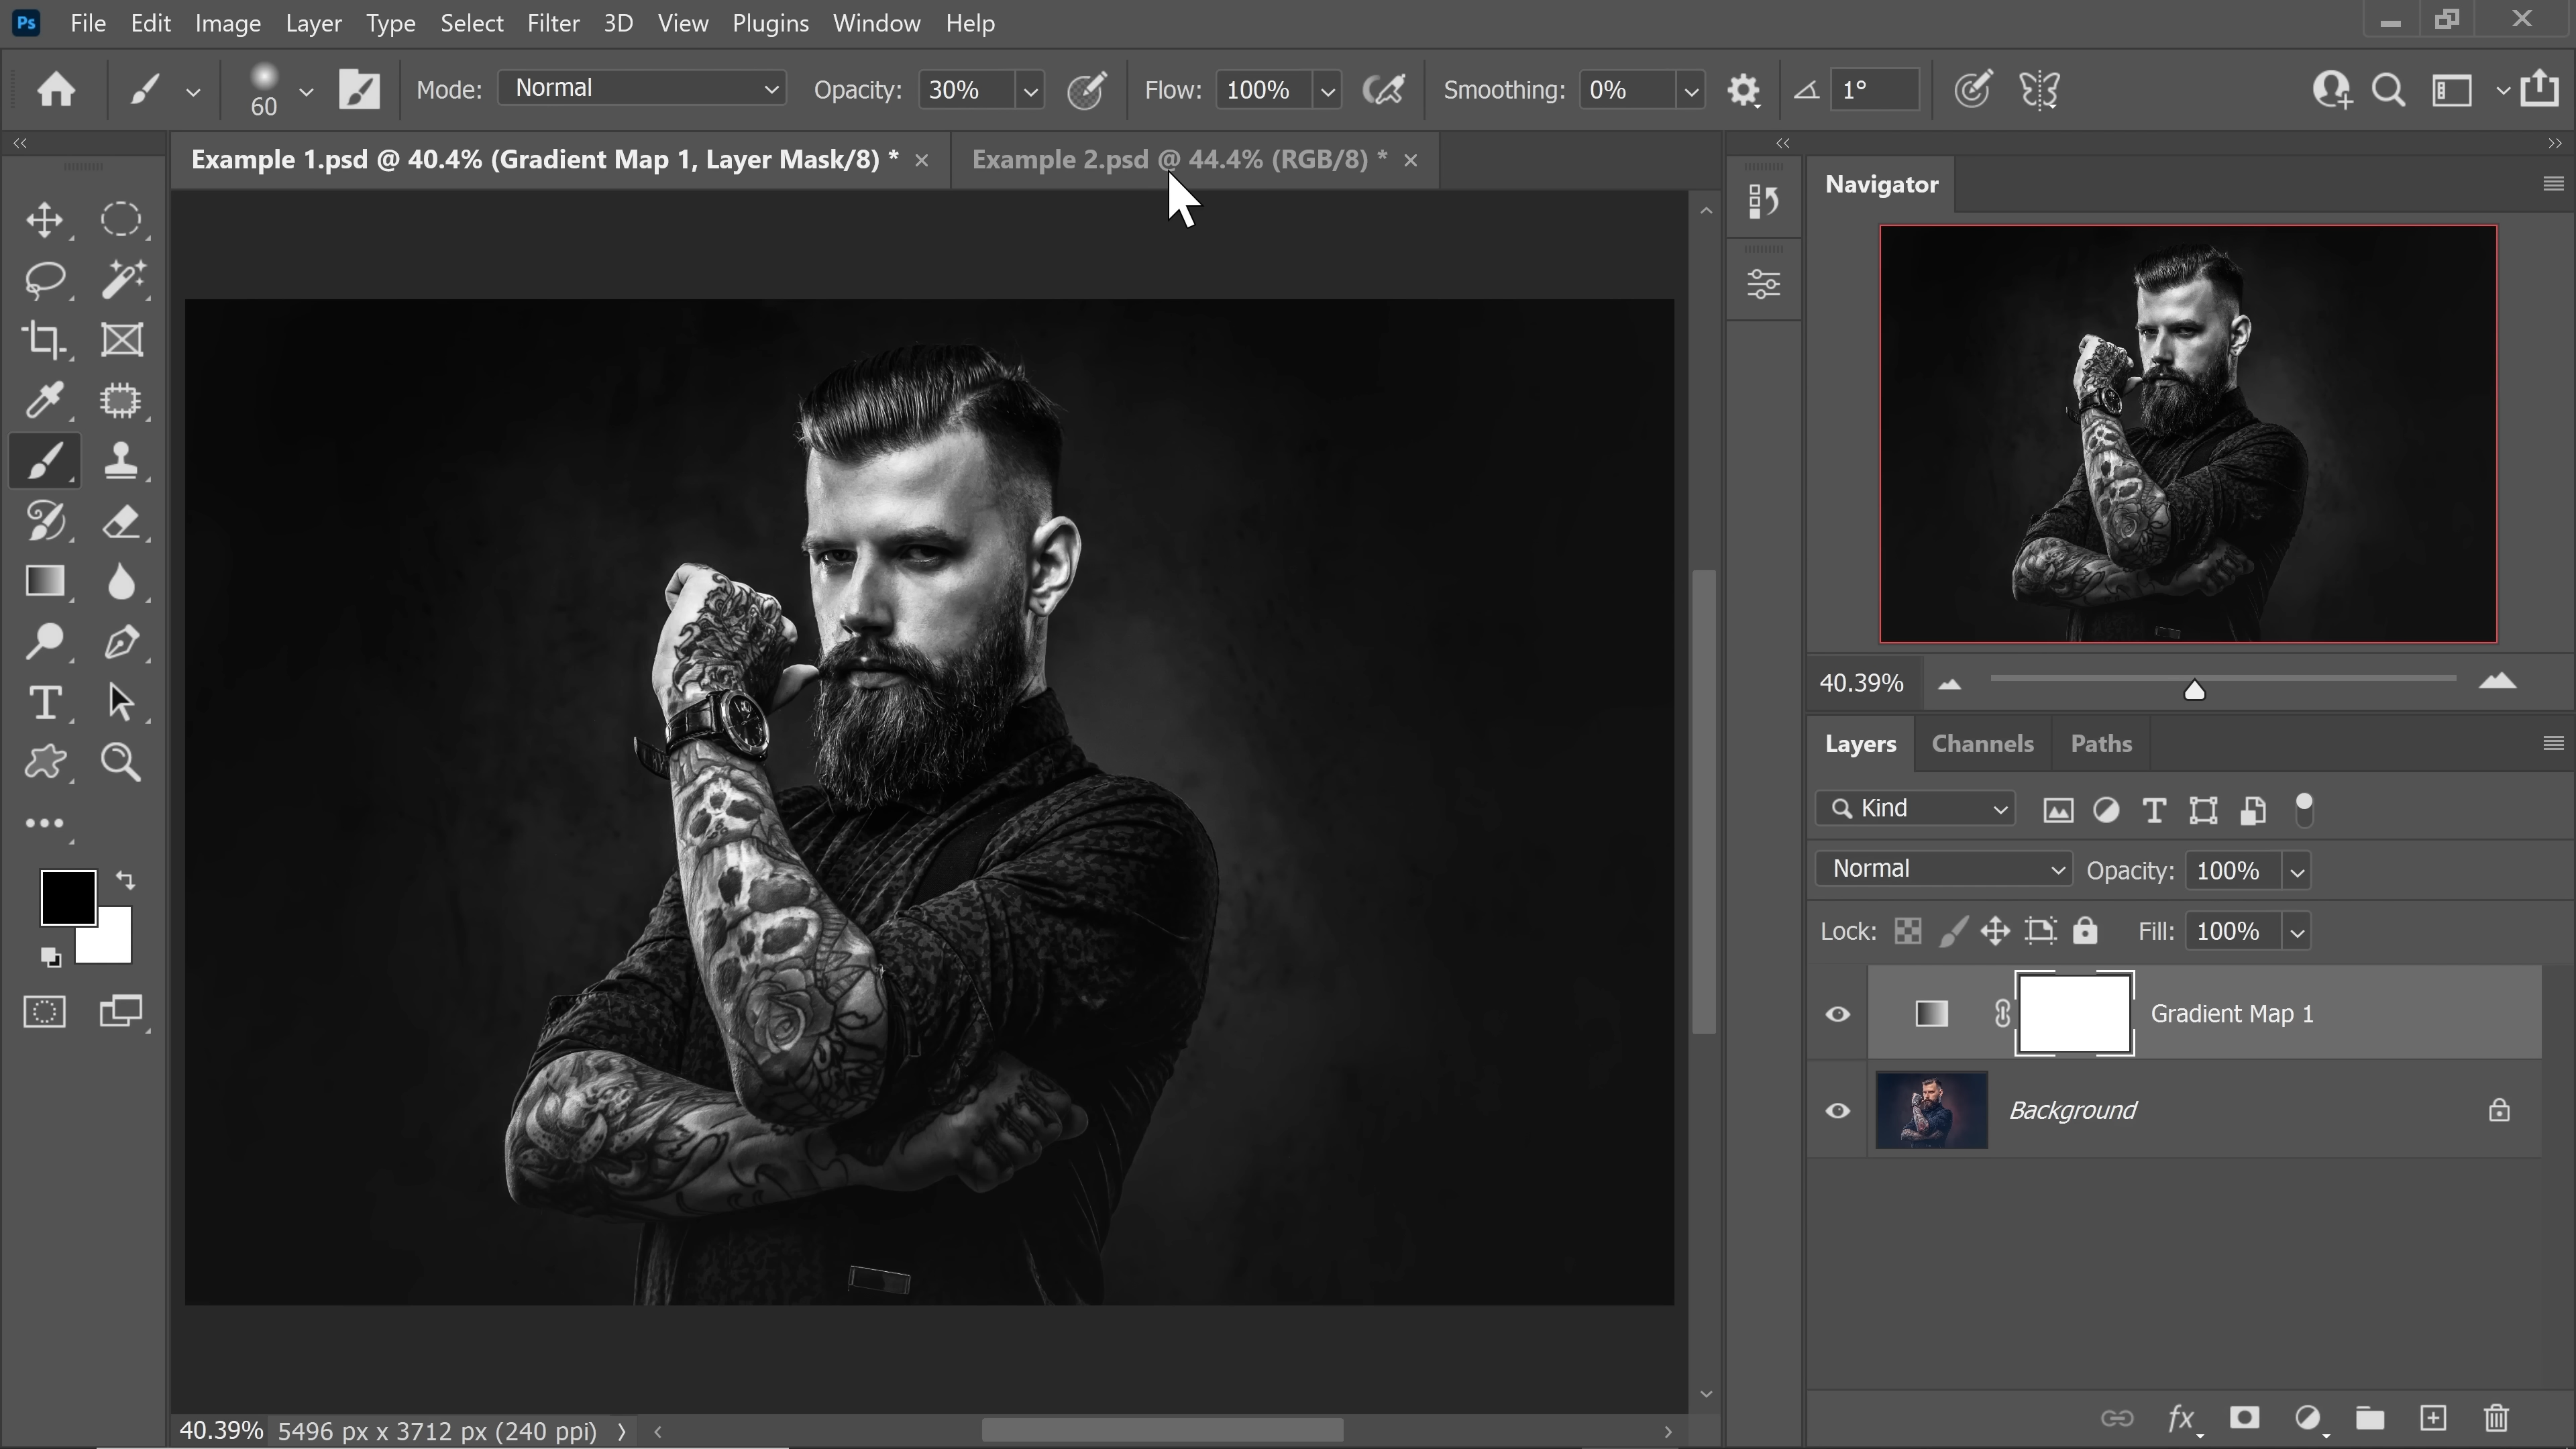 Ps File Edit Image Layer Type Select Filter 3D View Plugins Window Help
60 Mode: Normal Opacity: 30% Flow: 100% Smoothing: 0% 1°
Example 1.psd @ 40.4% (Gradient Map 1, Layer Mask/8) * Example 2.psd @ 44.4% (RGB/8) *
Navigator
40.39%
Layers Channels Paths
Kind
Normal Opacity: 100%
Lock: Fill: 100%
Gradient Map 1
Background
fx
40.39% 5496 px x 3712 px (240 ppi)